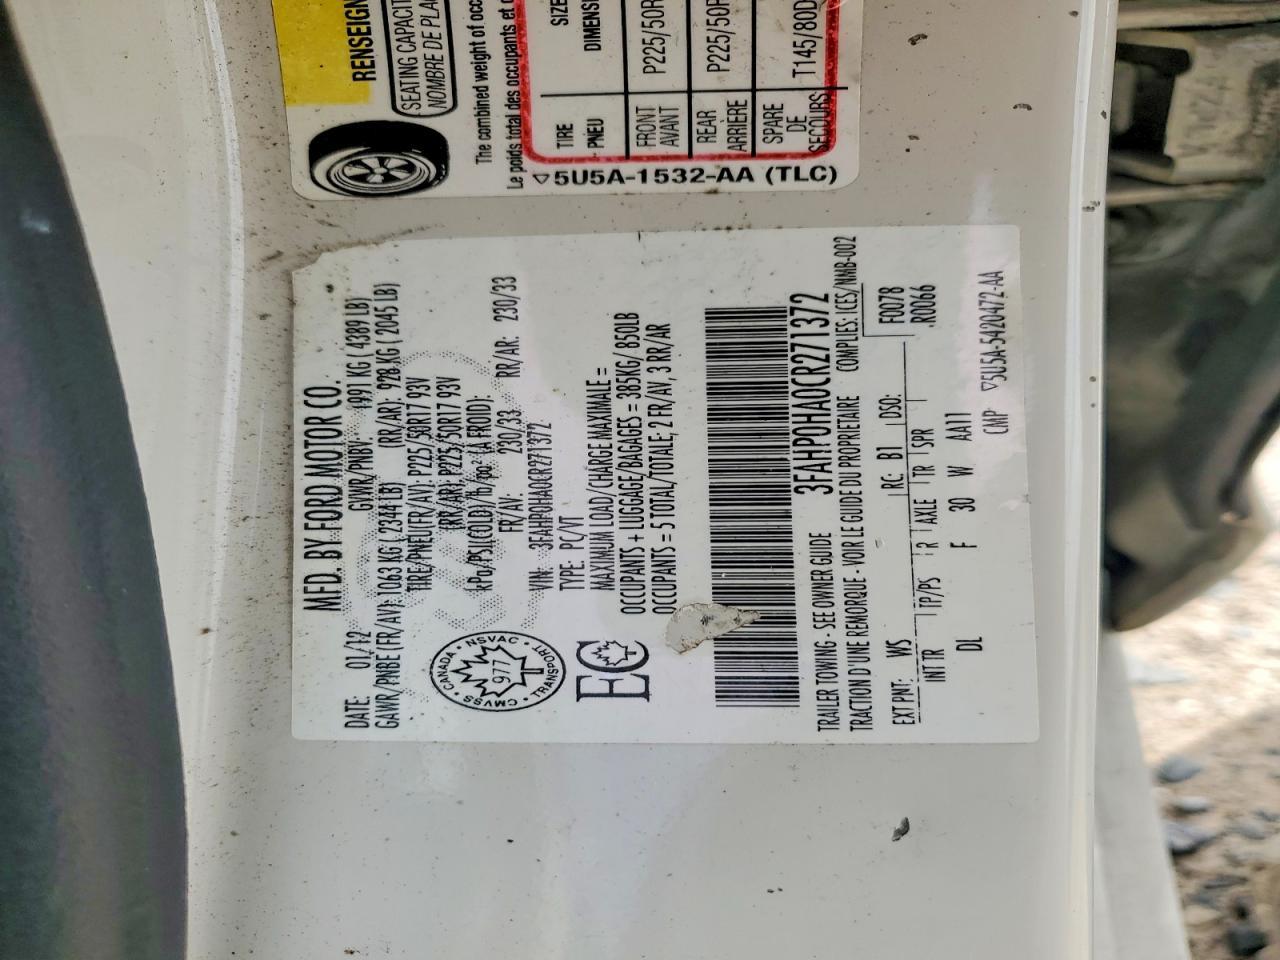 RENSEIGN
SEATING CAPACIT
NOMBRE DE PLA
The combined weight of occ
Le poids total des occupants et
TIRE SIZE
PNEU DIMENS
FRONT P225/50R
AVANT
REAR P225/50R
ARRIÈRE
SPARE T145/80D
DE
SECOURS
▽5U5A-1532-AA (TLC)
MFD. BY FORD MOTOR CO.
DATE: 01/12 GVWR/PNBV: 1991 KG (4389 LB)
GAWR/PNBE (FR/AV): 1063 KG (2344 LB) (RR/AR): 928 KG (2045 LB)
TIRE/PNEU(FR/AV): P225/50R17 93V
(RR/AR): P225/50R17 93V
kPa/PSI(COLD)/lb/po² (A FROID):
FR/AV: 230/33 RR/AR: 230/33
VIN: 3FAHP0HA0CR271372
TYPE: PC/VT
MAXIMUM LOAD/CHARGE MAXIMALE =
OCCUPANTS + LUGGAGE/BAGAGES = 385KG/850LB
OCCUPANTS = 5 TOTAL/TOTALE; 2 FR/AV, 3 RR/AR
CANADA • NSVAC • TRANSPORT • CMVSS
977
EC
3FAHP0HA0CR271372
TRAILER TOWING - SEE OWNER GUIDE
TRACTION D'UNE REMORQUE - VOIR LE GUIDE DU PROPRIETAIRE COMPLIES: ICES/NMB-002
F0078
R0066
EXT PNT: WS RC: B1 DSO:
INT TR TP/PS R AXLE TR SPR
DL F 30 W AA11
CMP ▽5U5A-5420472-AA